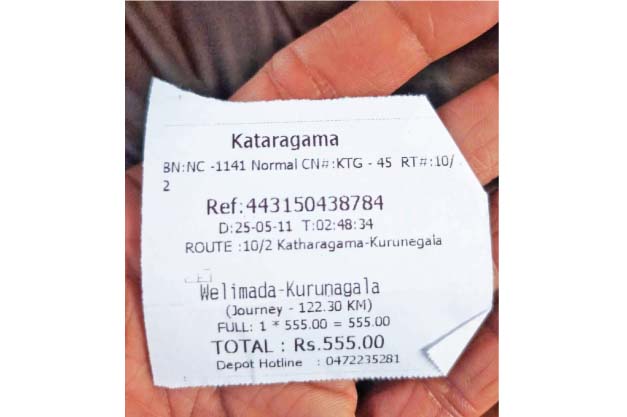 Kataragama
BN:NC -1141 Normal CN#:KTG - 45 RT#:10/
2
Ref:443150438784
D:25-05-11 T:02:48:34
ROUTE :10/2 Katharagama-Kurunegala
Welimada-Kurunagala
(Journey - 122.30 KM)
FULL: 1 * 555.00 = 555.00
TOTAL : Rs.555.00
Depot Hotline : 0472235281